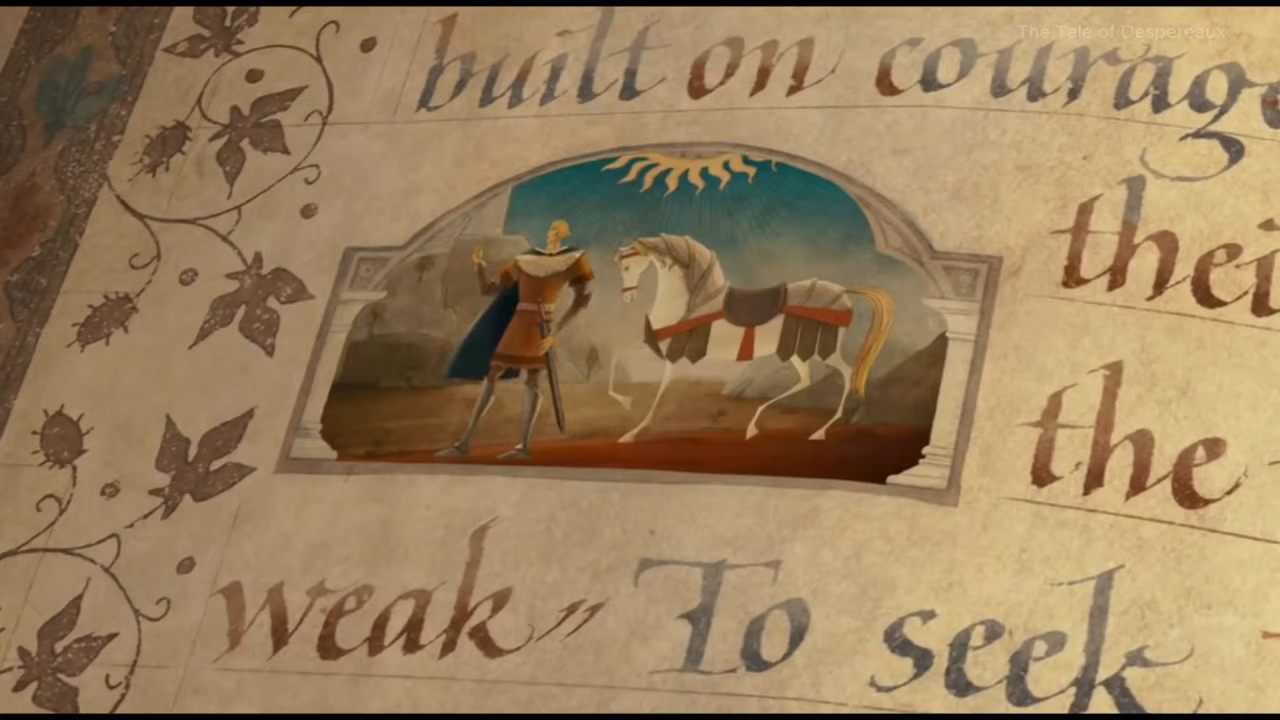 The Tale of Despereaux
built on courage
thei
the
weak" To seek